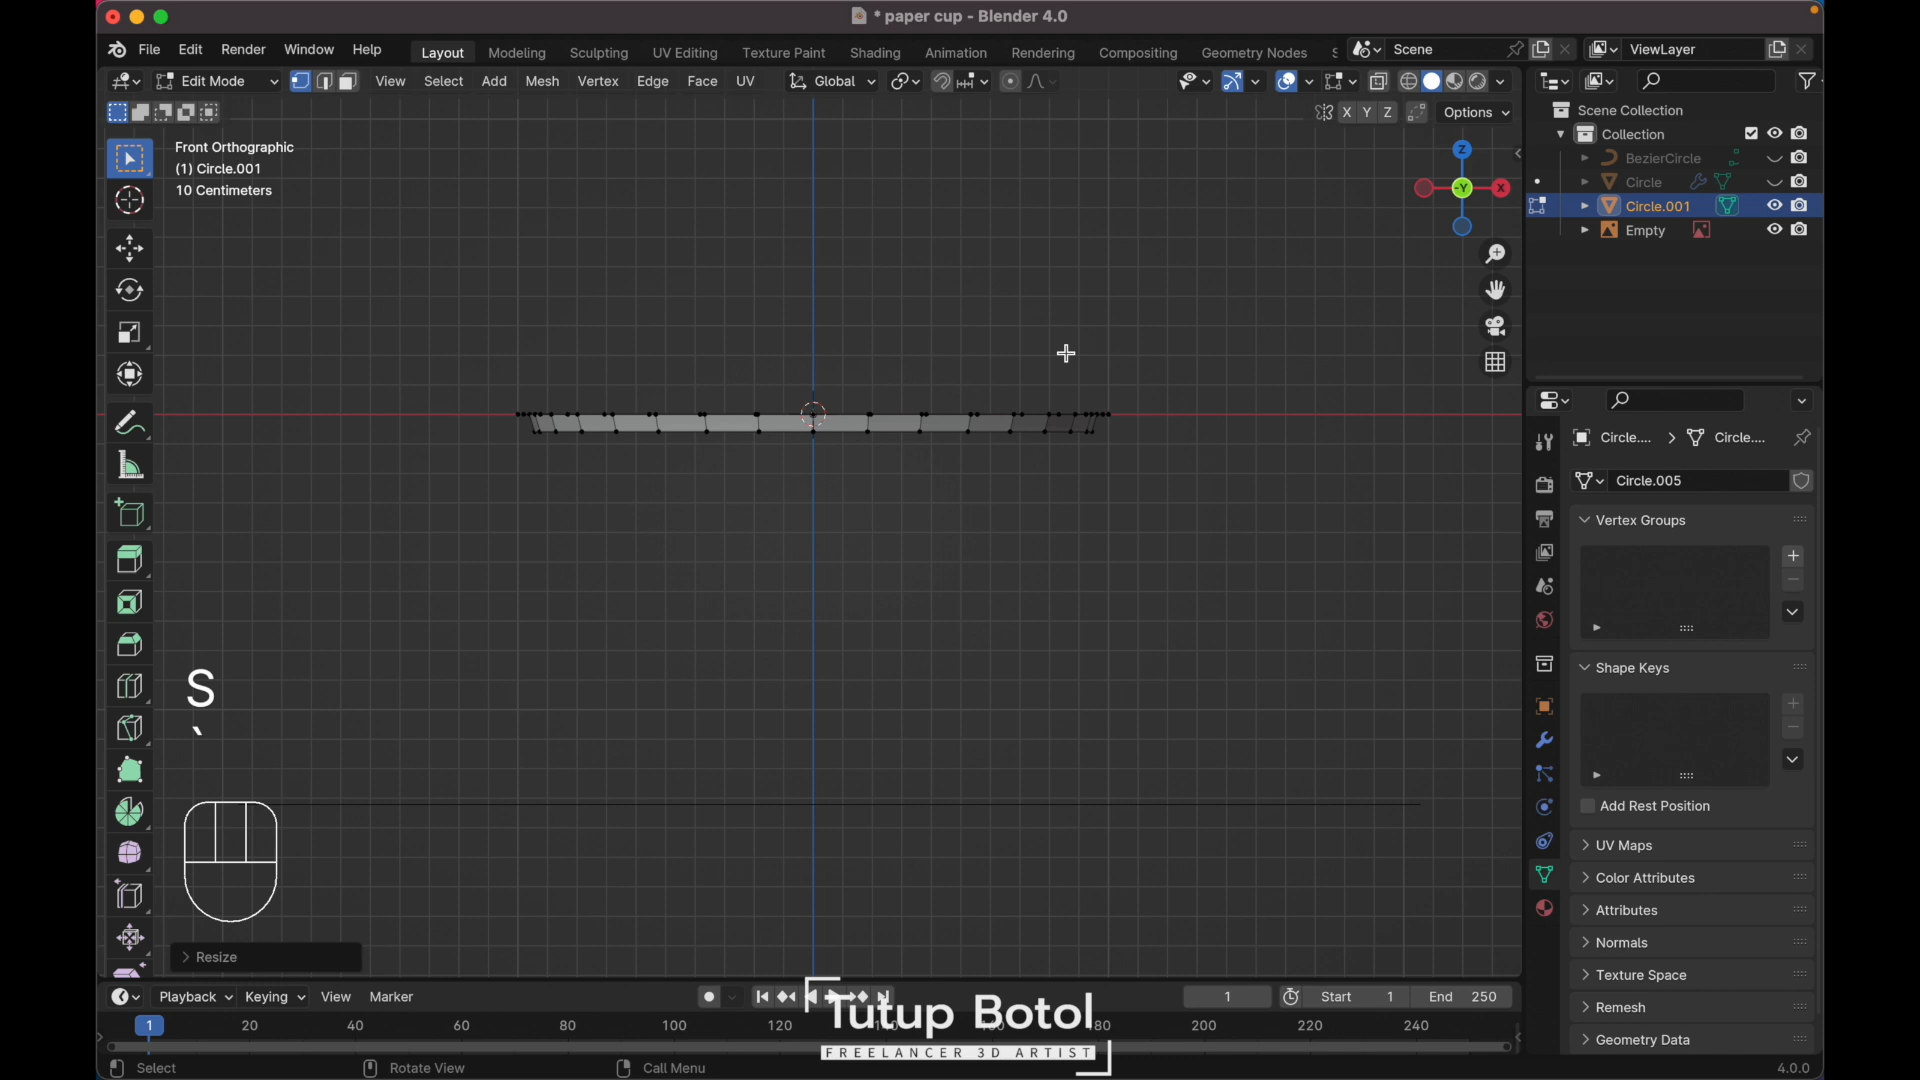 * paper cup - Blender 4.0
File Edit Render Window Help
Layout Modeling Sculpting UV Editing Texture Paint Shading Animation Rendering Compositing Geometry Nodes
Scene
ViewLayer
Edit Mode View Select Add Mesh Vertex Edge Face UV
Global
X Y Z
Options
Front Orthographic
(1) Circle.001
10 Centimeters
Z
-Y
X
Scene Collection
Collection
BezierCircle
Circle
Circle.001
Empty
Circle.... Circle....
Circle.005
Vertex Groups
Shape Keys
Add Rest Position
UV Maps
Color Attributes
Attributes
Normals
Texture Space
Remesh
Geometry Data
S
`
Resize
Playback Keying View Marker
1
Start 1
End 250
1 20 40 60 80 100 120 180 200 220 240
Tutup Botol
FREELANCER 3D ARTIST
Select
Rotate View
Call Menu
4.0.0